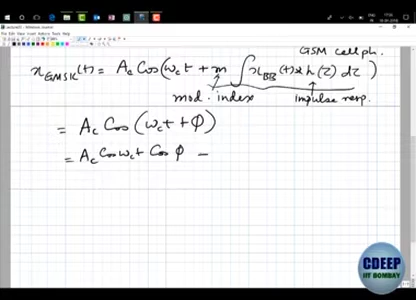 GSM cell ph.
x_GMSK(t) = A_c Cos(ω_c t + m ∫ x_BB(t) * h(τ) dτ)
mod. index
impulse resp.
= A_c Cos (ω_c t + φ)
= A_c Cos ω_c t Cos φ –
CDEEP
IIT BOMBAY